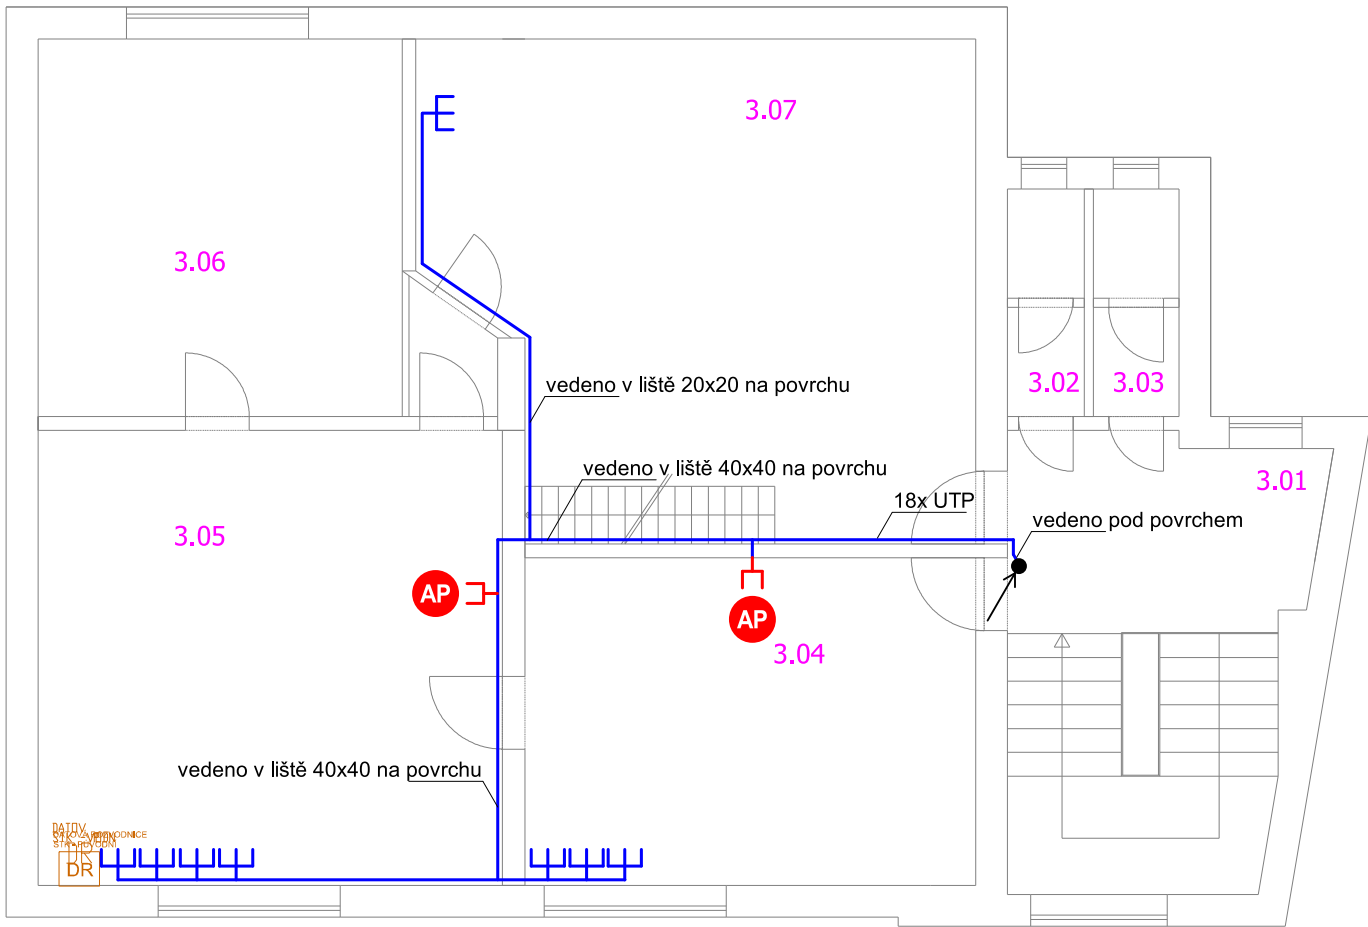 3.07
3.06
3.02
3.03
vedeno v liště 20x20 na povrchu
vedeno v liště 40x40 na povrchu
3.01
18x UTP
vedeno pod povrchem
3.05
AP
AP
3.04
vedeno v liště 40x40 na povrchu
DR